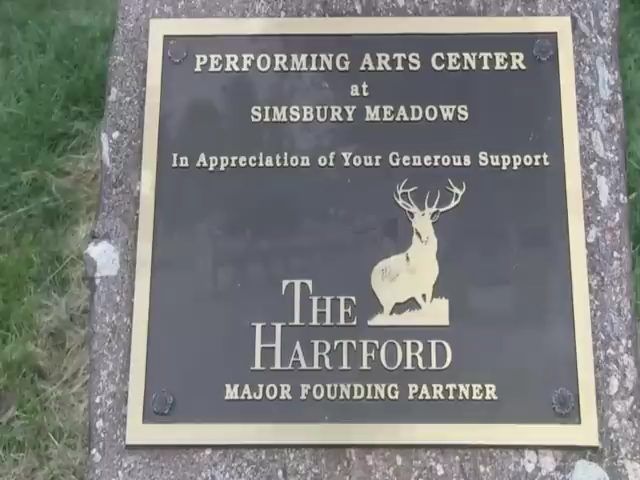 PERFORMING ARTS CENTER
at
SIMSBURY MEADOWS
In Appreciation of Your Generous Support
THE
HARTFORD
MAJOR FOUNDING PARTNER